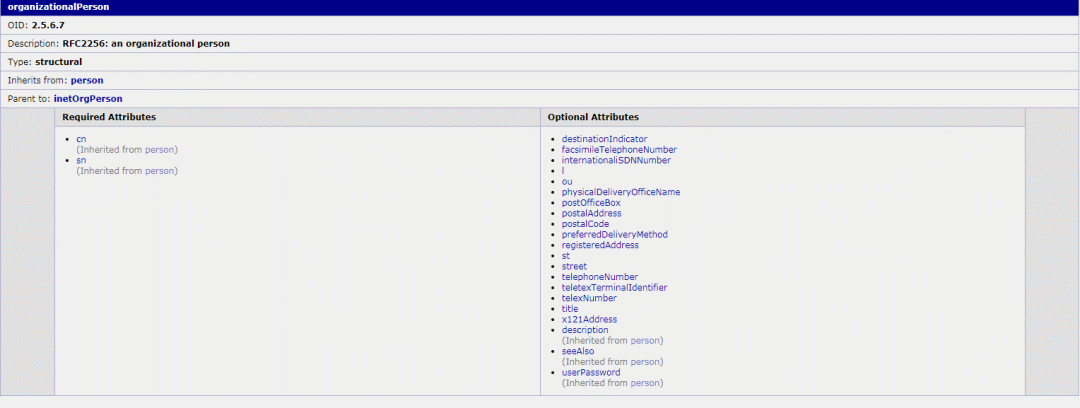 organizationalPerson
OID: 2.5.6.7
Description: RFC2256: an organizational person
Type: structural
Inherits from: person
Parent to: inetOrgPerson
Required Attributes
cn
(Inherited from person)
sn
(Inherited from person)
Optional Attributes
destinationIndicator
facsimileTelephoneNumber
internationaliSDNNumber
l
ou
physicalDeliveryOfficeName
postOfficeBox
postalAddress
postalCode
preferredDeliveryMethod
registeredAddress
st
street
telephoneNumber
teletexTerminalIdentifier
telexNumber
title
x121Address
description
(Inherited from person)
seeAlso
(Inherited from person)
userPassword
(Inherited from person)